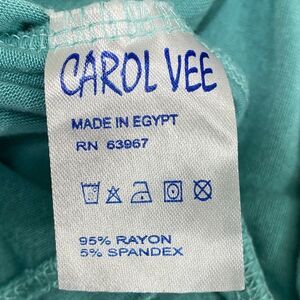 CAROL VEE
MADE IN EGYPT
RN 63967
95% RAYON
5% SPANDEX